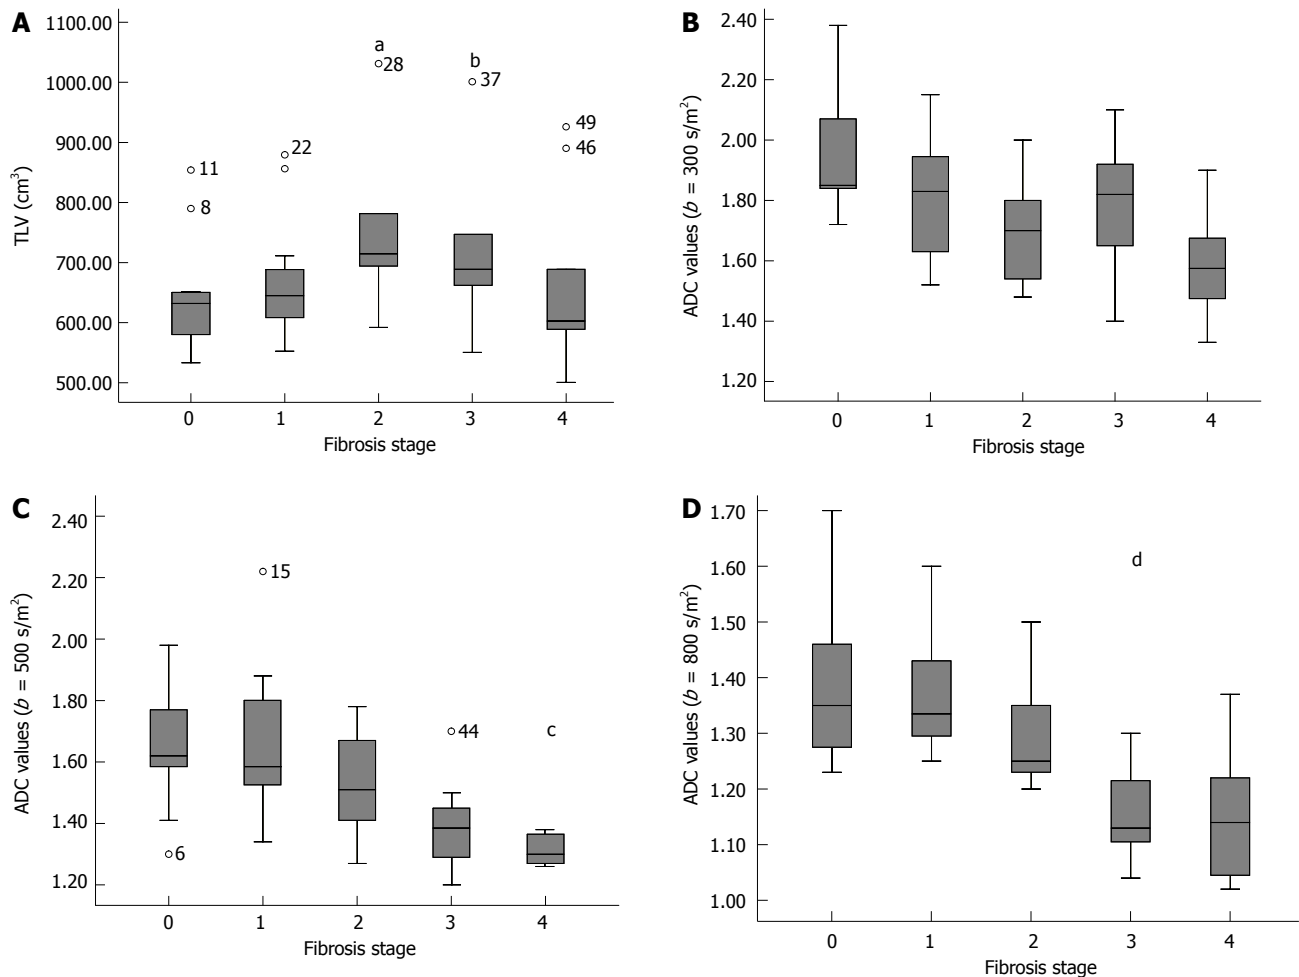 A
1100.00
1000.00
900.00
800.00
700.00
600.00
500.00
TLV (cm³)
a
28
b
37
49
46
22
11
8
0 1 2 3 4
Fibrosis stage
B
2.40
2.20
2.00
1.80
1.60
1.40
1.20
ADC values (b = 300 s/m²)
0 1 2 3 4
Fibrosis stage
C
2.40
2.20
2.00
1.80
1.60
1.40
1.20
ADC values (b = 500 s/m²)
15
44
c
6
0 1 2 3 4
Fibrosis stage
D
1.70
1.60
1.50
1.40
1.30
1.20
1.10
1.00
ADC values (b = 800 s/m²)
d
0 1 2 3 4
Fibrosis stage